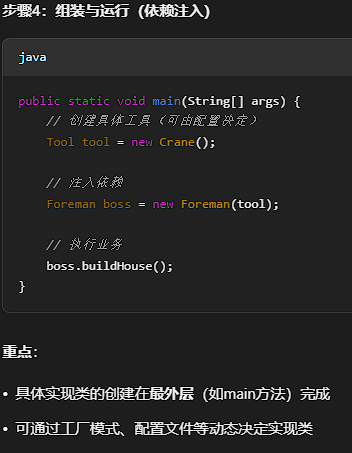 步骤4：组装与运行（依赖注入）
java
public static void main(String[] args) {
// 创建具体工具（可由配置决定）
Tool tool = new Crane();
// 注入依赖
Foreman boss = new Foreman(tool);
// 执行业务
boss.buildHouse();
}
重点：
• 具体实现类的创建在最外层（如main方法）完成
• 可通过工厂模式、配置文件等动态决定实现类